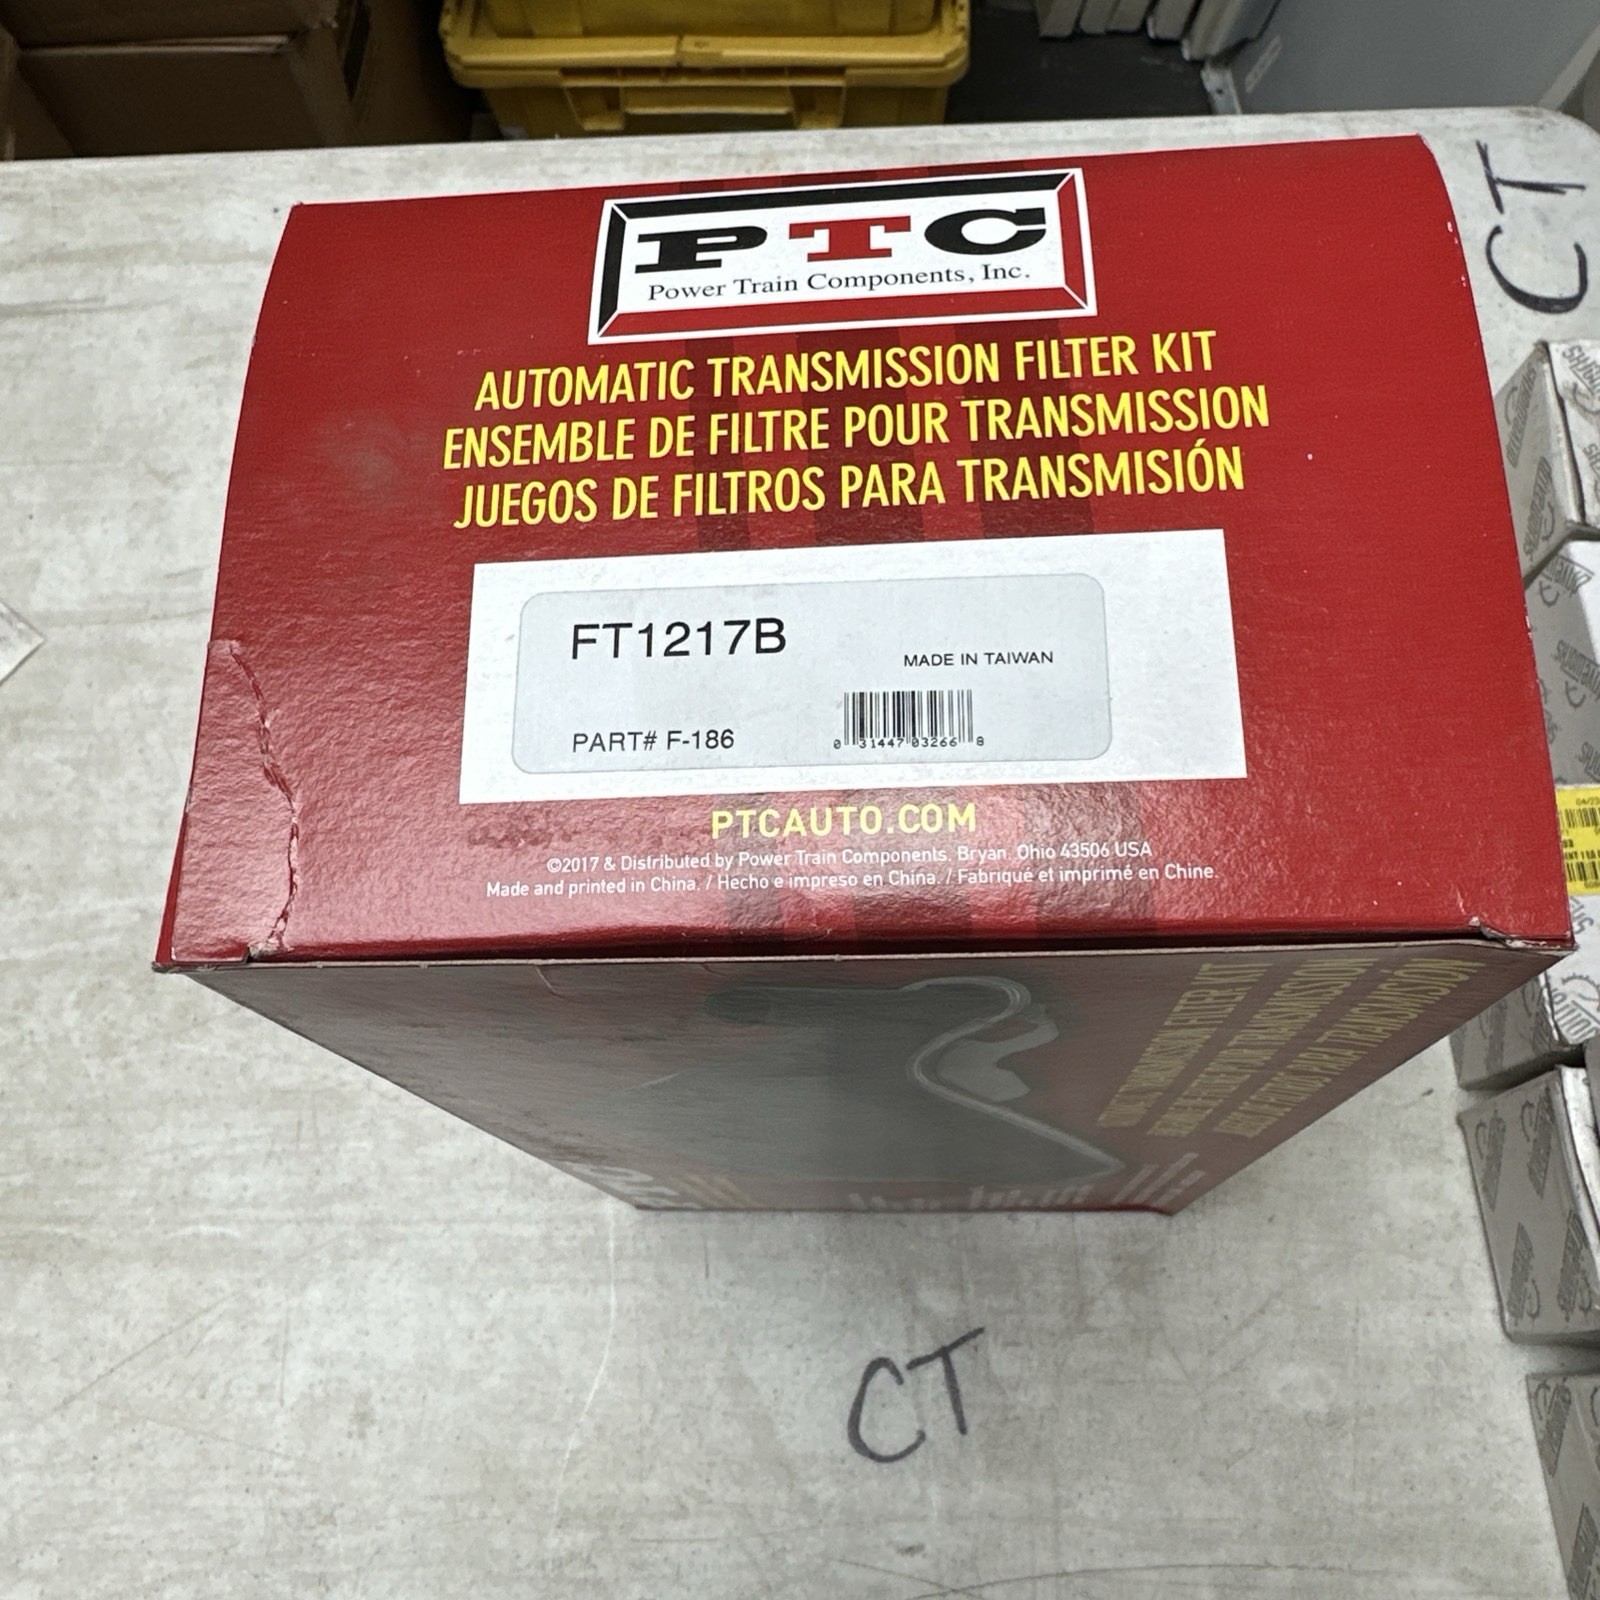 PTC
Power Train Components, Inc.
AUTOMATIC TRANSMISSION FILTER KIT
ENSEMBLE DE FILTRE POUR TRANSMISSION
JUEGOS DE FILTROS PARA TRANSMISIÓN
FT1217B
MADE IN TAIWAN
PART# F-186
0 31447 03266 8
PTCAUTO.COM
©2017 & Distributed by Power Train Components, Bryan, Ohio 43506 USA
Made and printed in China. / Hecho e impreso en China. / Fabriqué et imprimé en Chine.
CT
CT